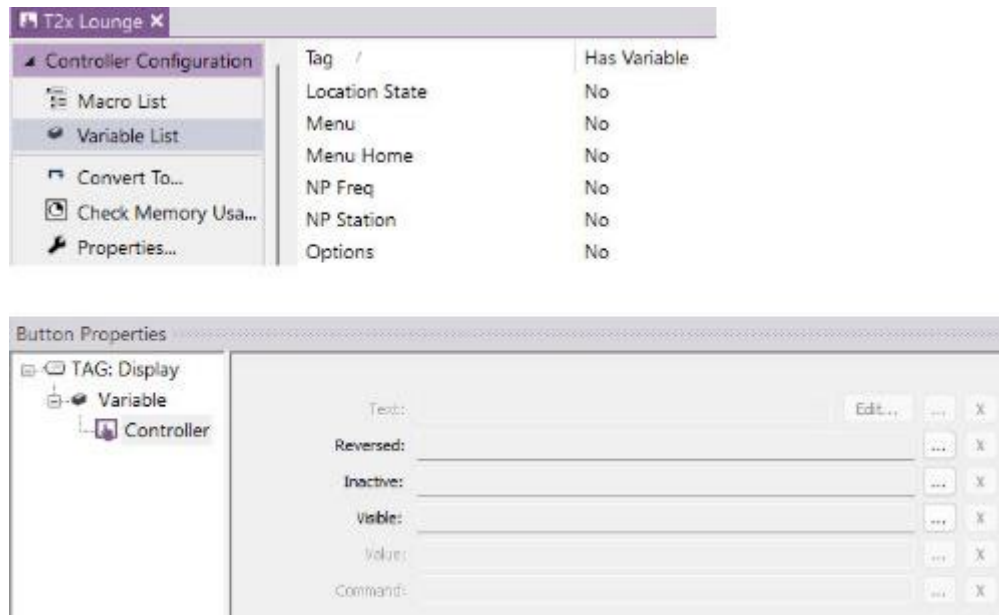 T2x Lounge X
Controller Configuration
Macro List
Variable List
Convert To...
Check Memory Usa...
Properties...
Tag / Has Variable
Location State No
Menu No
Menu Home No
NP Freq No
NP Station No
Options No
Button Properties
TAG: Display
Variable
Controller
Text: Edit... ... X
Reversed: ... X
Inactive: ... X
Visible: ... X
Value: ... X
Command: ... X